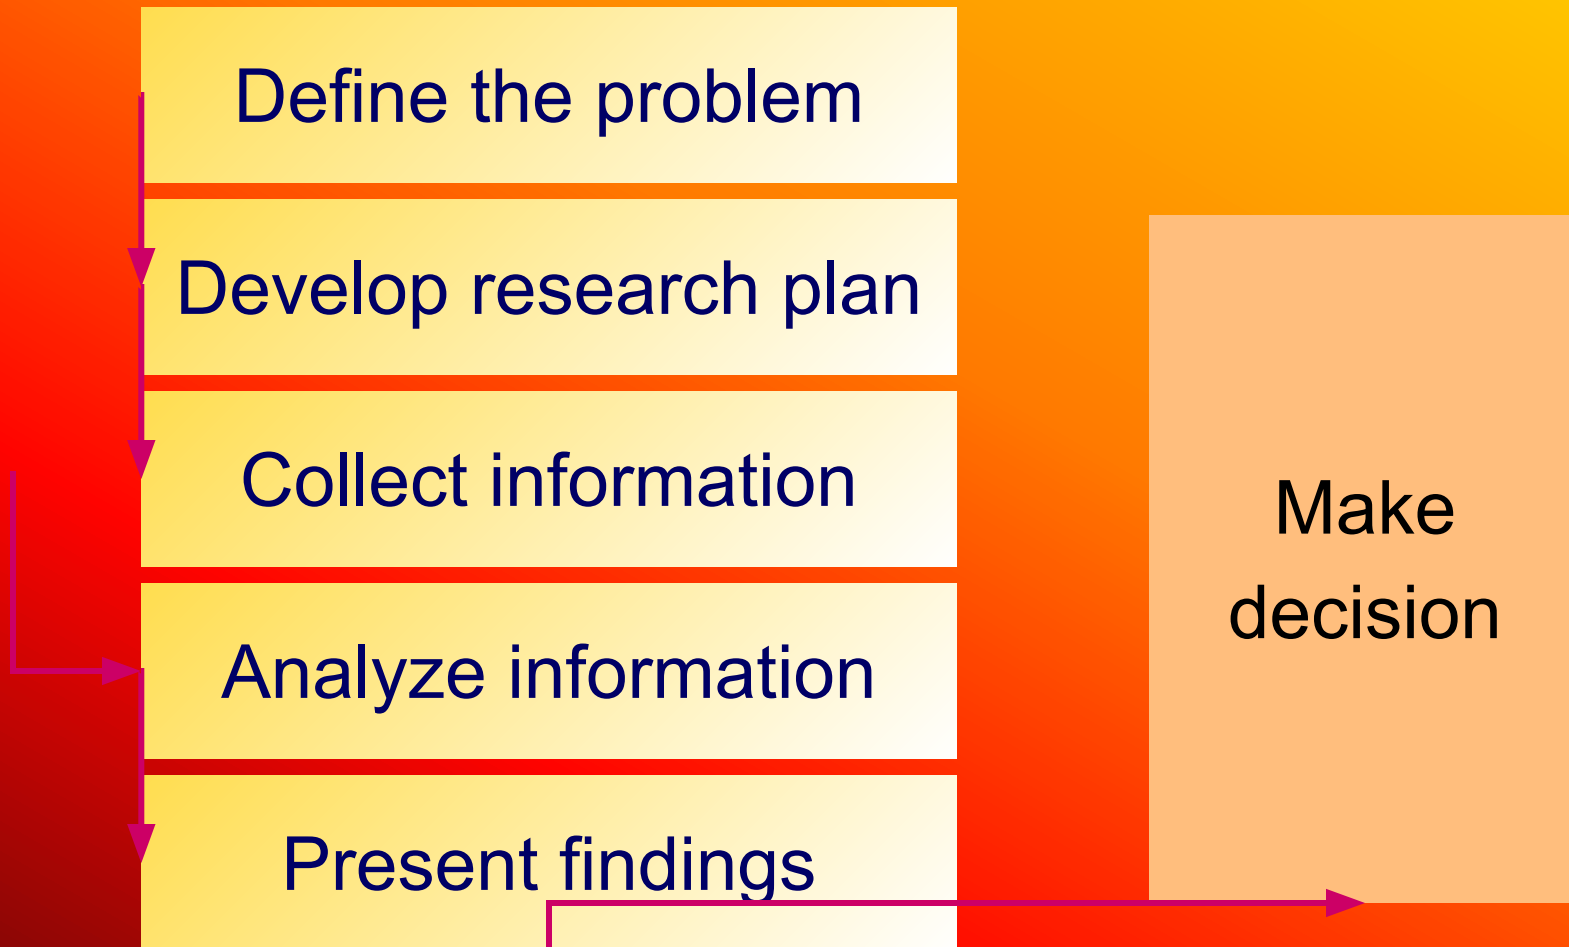 Define the problem
Develop research plan
Collect information
Analyze information
Present findings
Make
decision